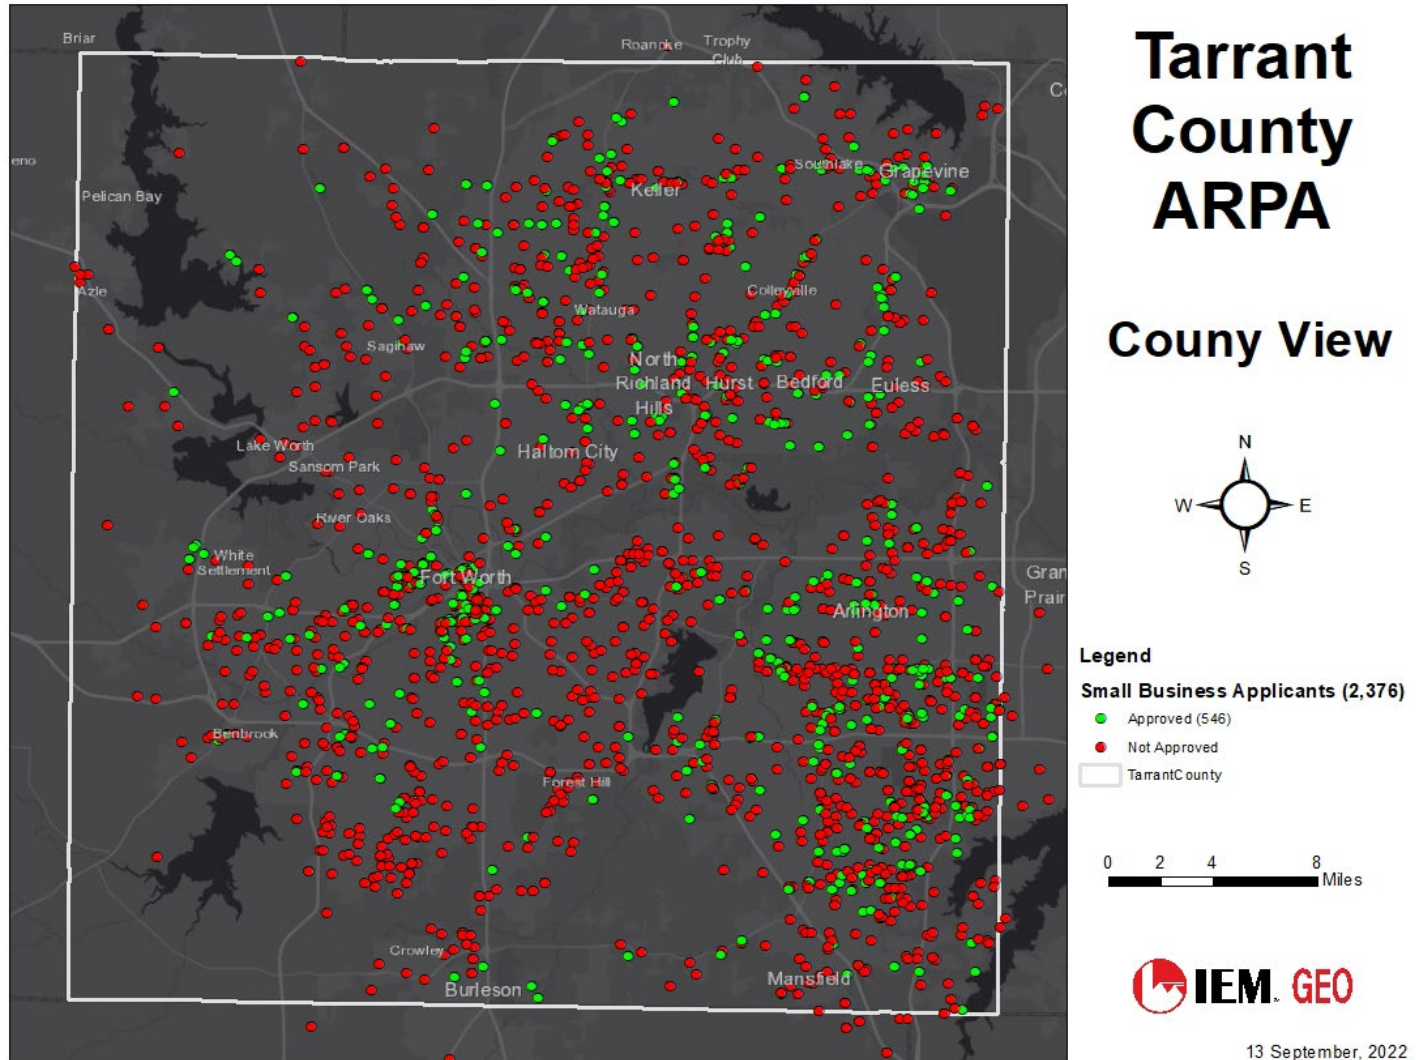 Tarrant
County
ARPA
Couny View
N
W E
S
Legend
Small Business Applicants (2,376)
Approved (546)
Not Approved
TarrantCounty
0 2 4 8
Miles
IEM GEO
13 September, 2022
Briar
Roanoke
Trophy
Club
eno
Pelican Bay
Southlake
Grapevine
Keller
Azle
Colleyville
Watauga
Saginaw
North
Richland
Hills
Hurst
Bedford
Euless
Lake Worth
Sansom Park
Haltom City
River Oaks
White
Settlement
Fort Worth
Gran
Prair
Arlington
Benbrook
Forest Hill
Crowley
Burleson
Mansfield